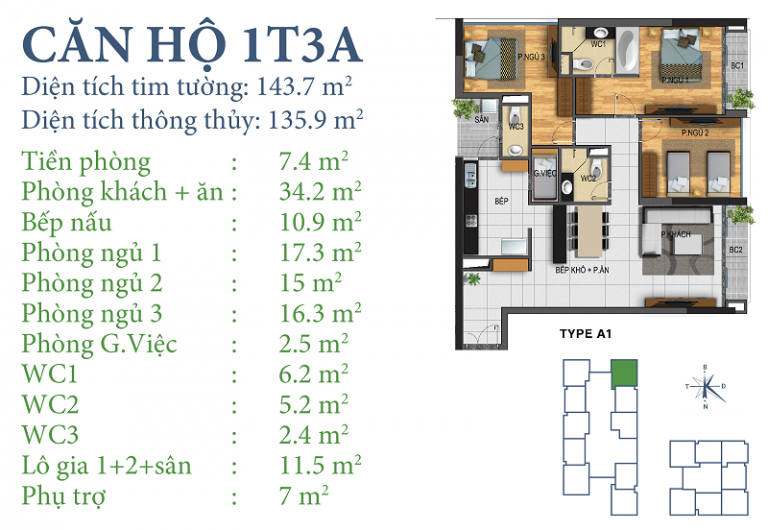 CĂN HỘ 1T3A
Diện tích tim tường: 143.7 m²
Diện tích thông thủy: 135.9 m²
Tiền phòng : 7.4 m²
Phòng khách + ăn : 34.2 m²
Bếp nấu : 10.9 m²
Phòng ngủ 1 : 17.3 m²
Phòng ngủ 2 : 15 m²
Phòng ngủ 3 : 16.3 m²
Phòng G.Việc : 2.5 m²
WC1 : 6.2 m²
WC2 : 5.2 m²
WC3 : 2.4 m²
Lô gia 1+2+sân : 11.5 m²
Phụ trợ : 7 m²
P.NGỦ 3
WC1
P.NGỦ 1
BC1
SÂN
WC3
P.NGỦ 2
G.VIỆC
WC2
BẾP
P.KHÁCH
BC2
BẾP KHÔ + P.ĂN
TYPE A1
B
T
Đ
N